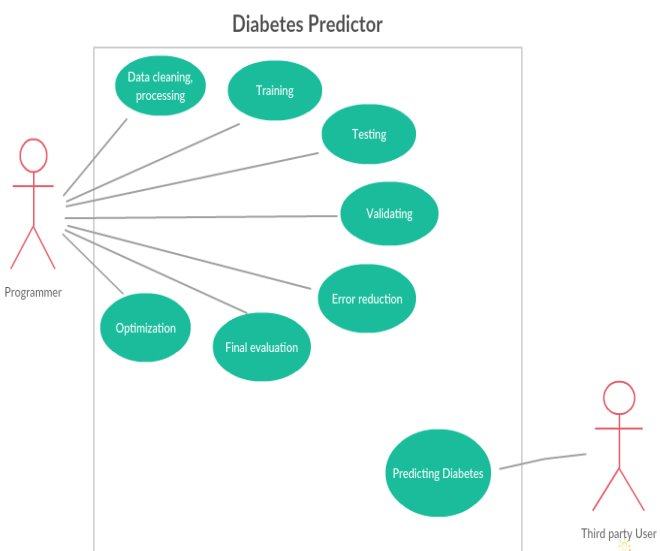 Diabetes Predictor
Data cleaning,
processing
Training
Testing
Validating
Programmer
Error reduction
Optimization
Final evaluation
Predicting Diabetes
Third party User